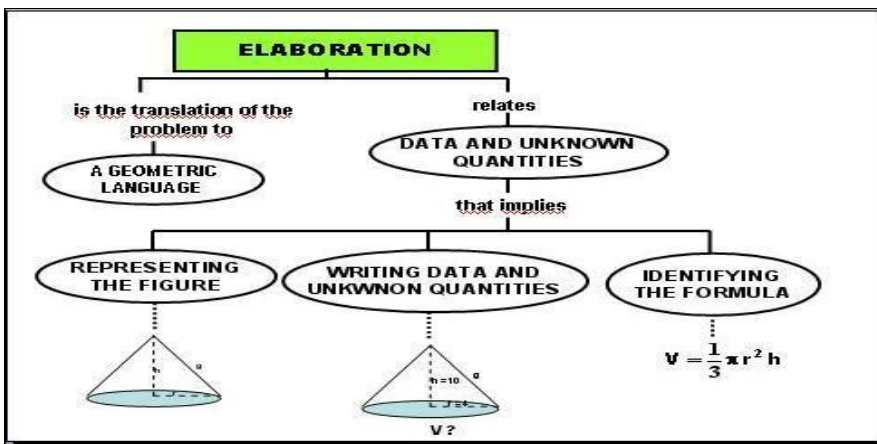 ELABORATION
is the translation of the
problem to
relates
A GEOMETRIC
LANGUAGE
DATA AND UNKNOWN
QUANTITIES
that implies
REPRESENTING
THE FIGURE
WRITING DATA AND
UNKWNON QUANTITIES
IDENTIFYING
THE FORMULA
h
g
r
h =10
g
r =4
V ?
V = 1/3 π r² h